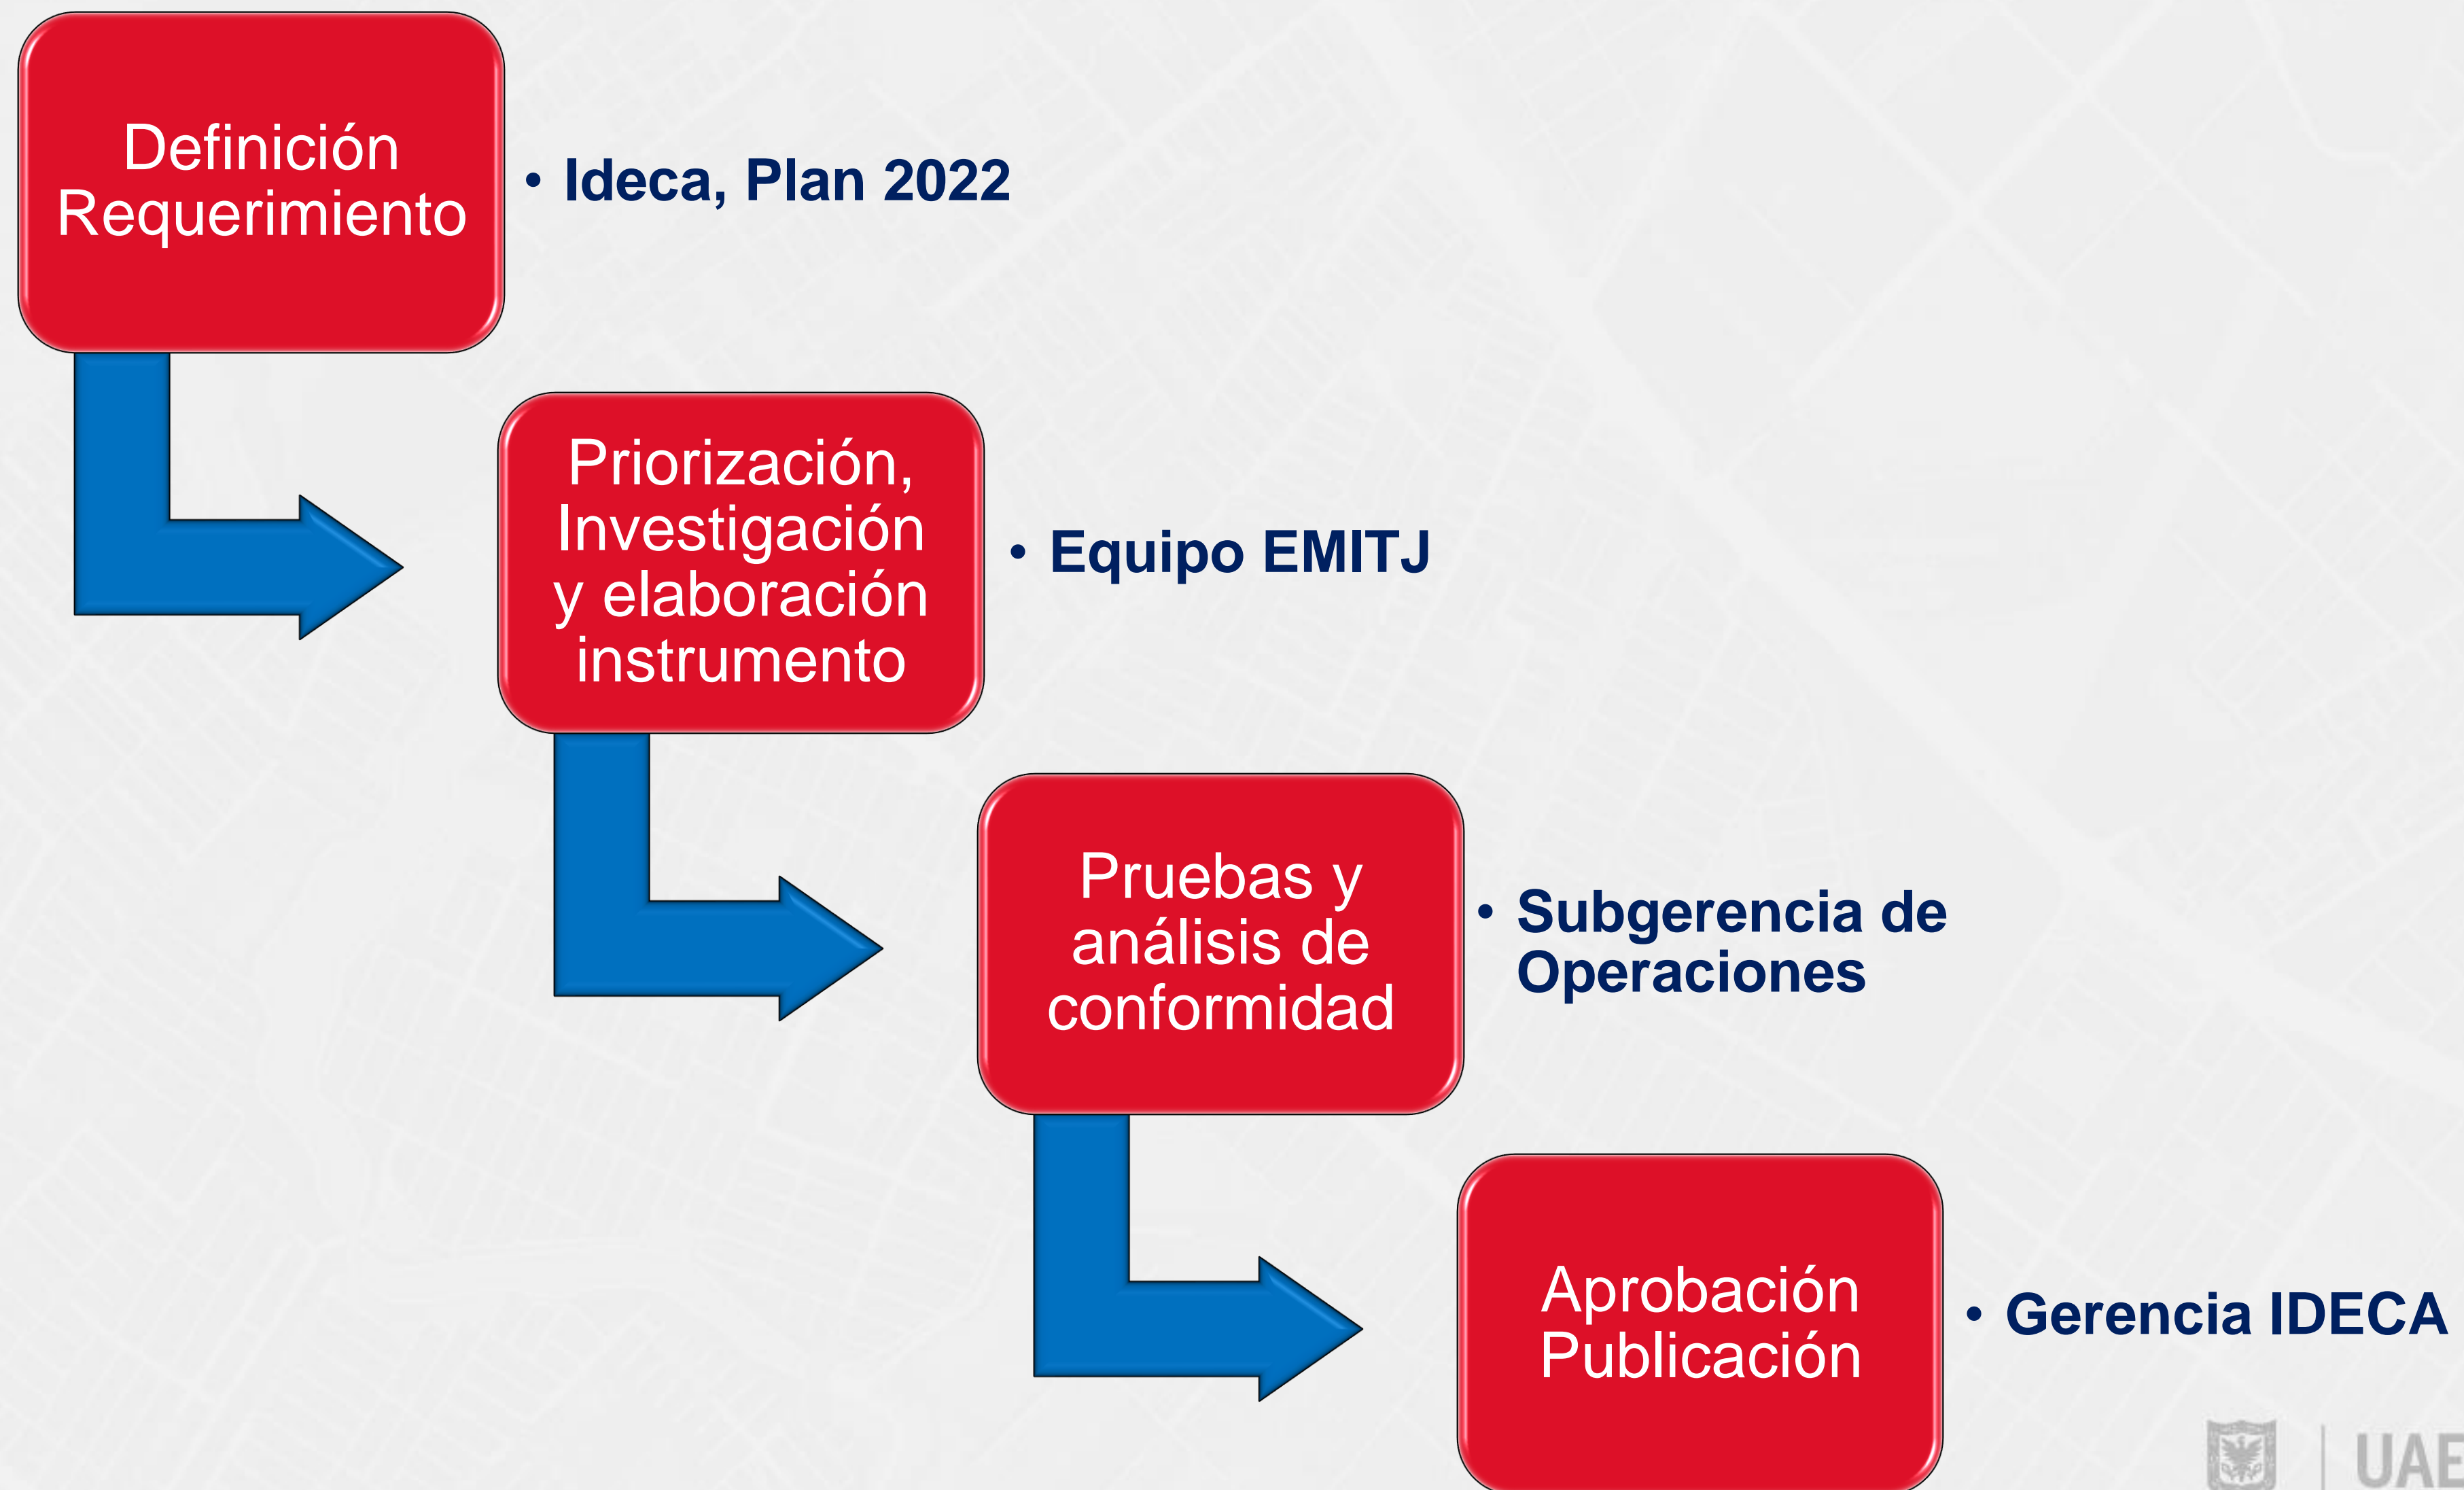 Definición
Requerimiento
• Ideca, Plan 2022
Priorización,
Investigación
y elaboración
instrumento
• Equipo EMITJ
Pruebas y
análisis de
conformidad
• Subgerencia de
Operaciones
Aprobación
Publicación
• Gerencia IDECA
UAE